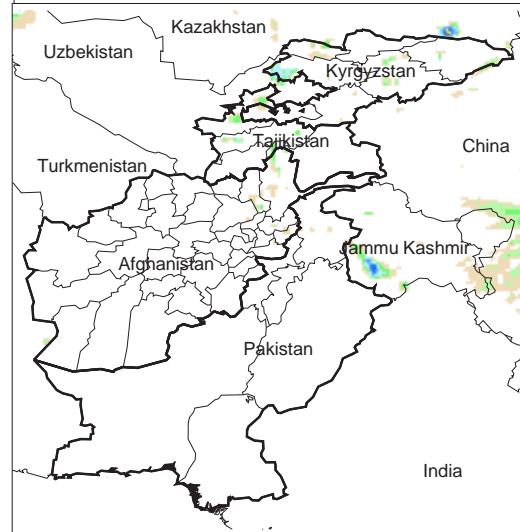 Kazakhstan
Uzbekistan
Kyrgyzstan
Tajikistan
China
Turkmenistan
Jammu Kashmir
Afghanistan
Pakistan
India